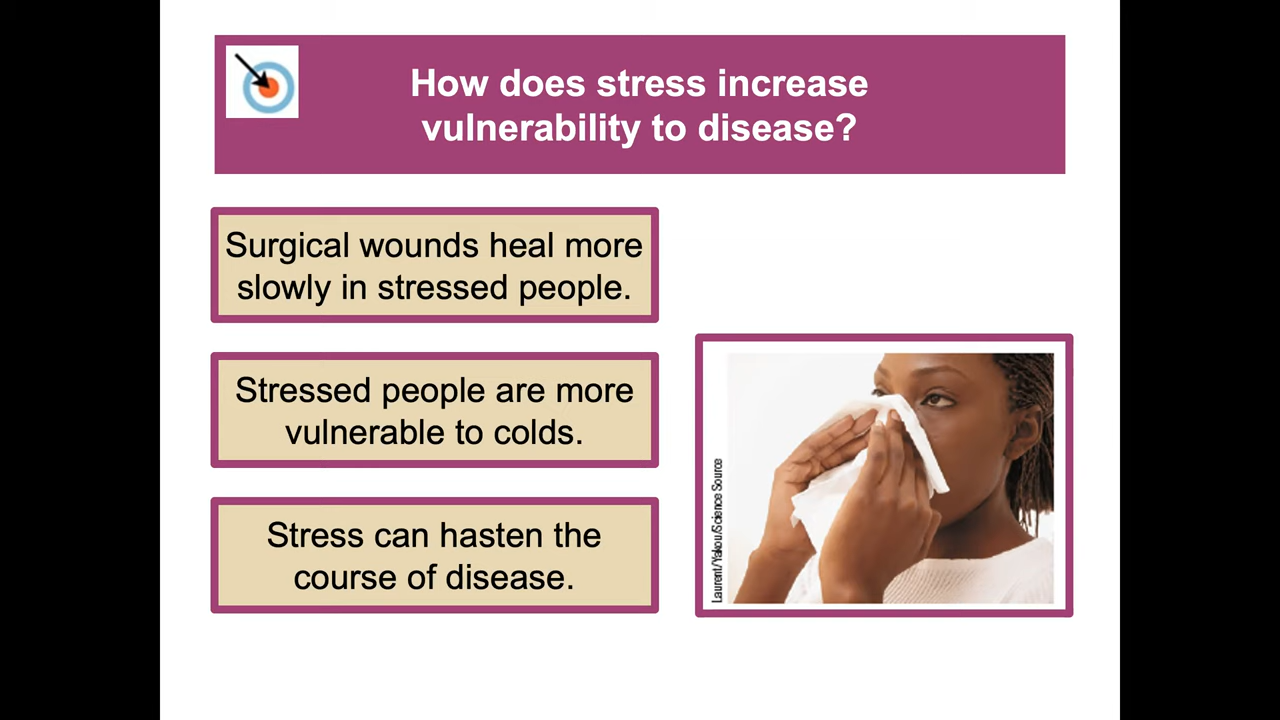 How does stress increase
vulnerability to disease?
Surgical wounds heal more
slowly in stressed people.
Stressed people are more
vulnerable to colds.
Stress can hasten the
course of disease.
Laurent/Yakou/Science Source